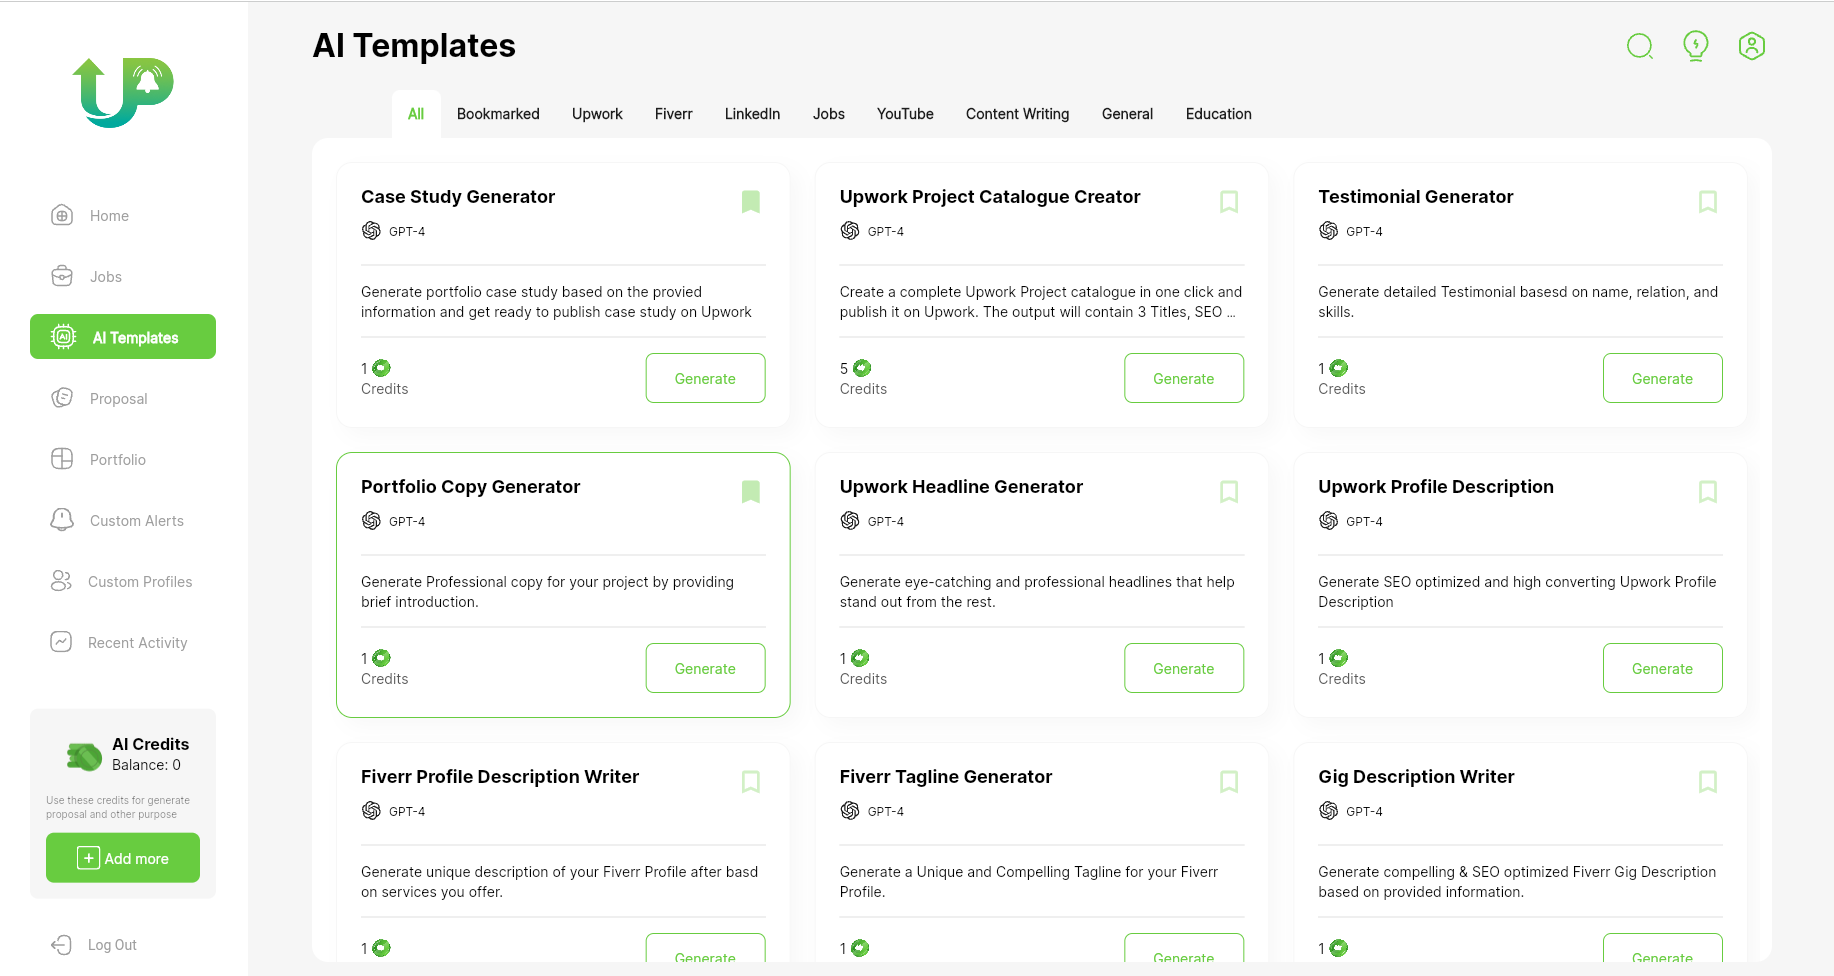 AI Templates
All Bookmarked Upwork Fiverr LinkedIn Jobs YouTube Content Writing General Education
Home
Jobs
AI Templates
Proposal
Portfolio
Custom Alerts
Custom Profiles
Recent Activity
AI Credits
Balance: 0
Use these credits for generate
proposal and other purpose
Add more
Log Out
Case Study Generator
GPT-4
Generate portfolio case study based on the provied
information and get ready to publish case study on Upwork
1
Credits
Generate
Upwork Project Catalogue Creator
GPT-4
Create a complete Upwork Project catalogue in one click and
publish it on Upwork. The output will contain 3 Titles, SEO ...
5
Credits
Generate
Testimonial Generator
GPT-4
Generate detailed Testimonial basesd on name, relation, and
skills.
1
Credits
Generate
Portfolio Copy Generator
GPT-4
Generate Professional copy for your project by providing
brief introduction.
1
Credits
Generate
Upwork Headline Generator
GPT-4
Generate eye-catching and professional headlines that help
stand out from the rest.
1
Credits
Generate
Upwork Profile Description
GPT-4
Generate SEO optimized and high converting Upwork Profile
Description
1
Credits
Generate
Fiverr Profile Description Writer
GPT-4
Generate unique description of your Fiverr Profile after basd
on services you offer.
1
Generate
Fiverr Tagline Generator
GPT-4
Generate a Unique and Compelling Tagline for your Fiverr
Profile.
1
Generate
Gig Description Writer
GPT-4
Generate compelling & SEO optimized Fiverr Gig Description
based on provided information.
1
Generate